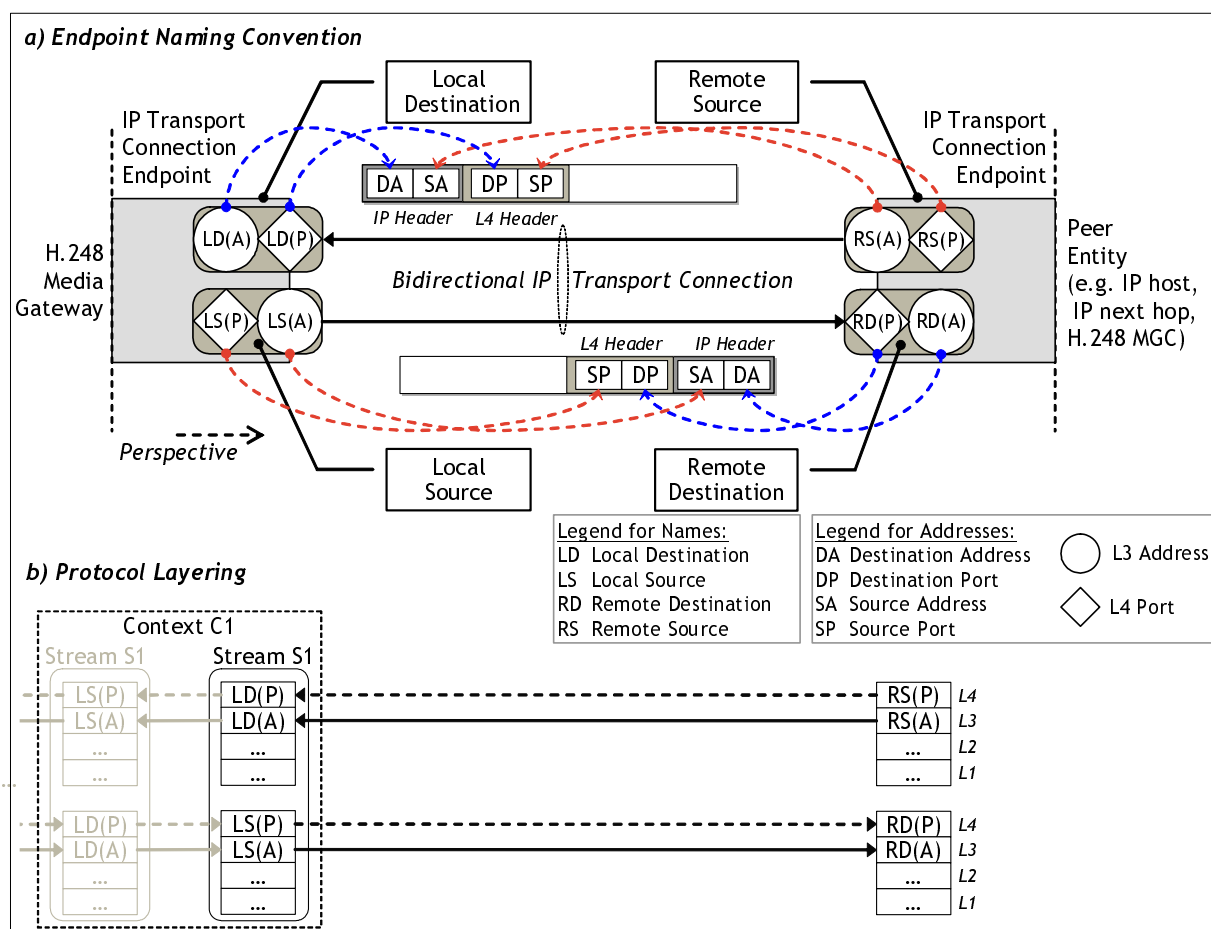 a) Endpoint Naming Convention
Local
Destination
Remote
Source
IP Transport
Connection
Endpoint
IP Transport
Connection
Endpoint
DA SA DP SP
IP Header L4 Header
H.248
Media
Gateway
LD(A) LD(P)
RS(A) RS(P)
Peer
Entity
(e.g. IP host,
IP next hop,
H.248 MGC)
Bidirectional IP Transport Connection
LS(P) LS(A)
RD(P) RD(A)
L4 Header IP Header
SP DP SA DA
Perspective
Local
Source
Remote
Destination
Legend for Names:
LD Local Destination
LS Local Source
RD Remote Destination
RS Remote Source
Legend for Addresses:
DA Destination Address
DP Destination Port
SA Source Address
SP Source Port
L3 Address
L4 Port
b) Protocol Layering
Context C1
Stream S1 Stream S1
LS(P) LD(P) RS(P) L4
LS(A) LD(A) RS(A) L3
... ... ... L2
... ... ... L1
...
LD(P) LS(P) RD(P) L4
LD(A) LS(A) RD(A) L3
... ... ... L2
... ... ... L1